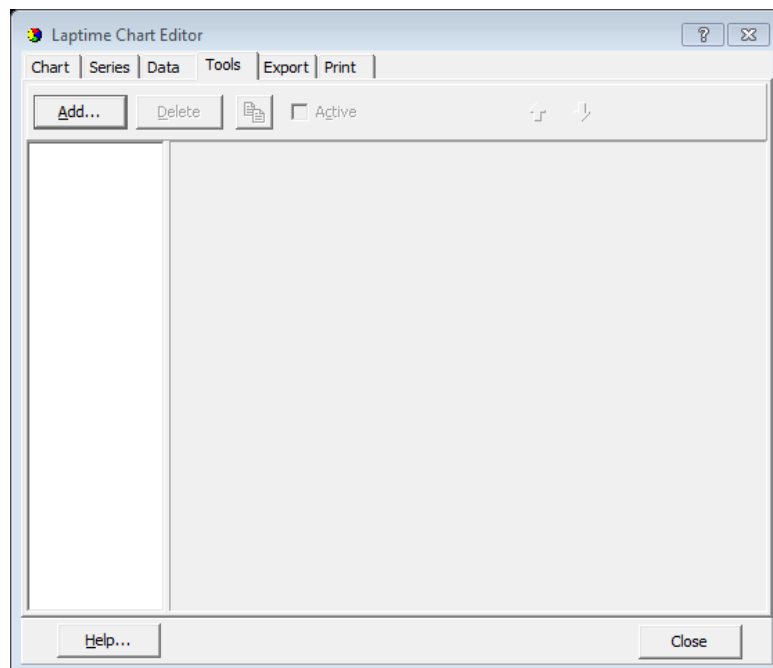 Laptime Chart Editor
Chart Series Data Tools Export Print
Add... Delete Active
Help... Close